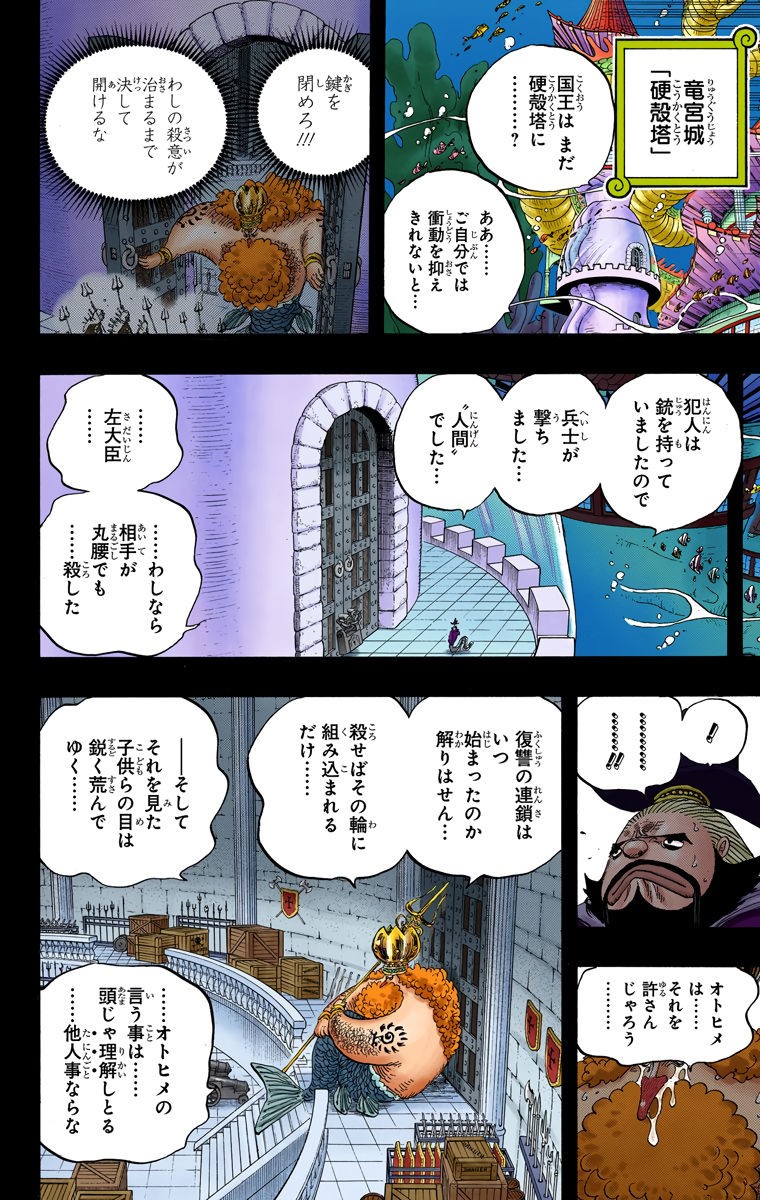 竜宮城
「硬殻塔」
国王は まだ
硬殻塔に
………？
ああ……
ご自分では
衝動を抑え
きれないと…
鍵を
閉めろ!!!
わしの殺意が
治まるまで
決して
開けるな
犯人は
銃を持って
いましたので
兵士が
撃ち
ました…
〝人間〟
でした…
……
左大臣
……
……わしなら
相手が
丸腰でも
……殺した
復讐の連鎖は
いつ
始まったのか
解りはせん…
殺せばその輪に
組み込まれる
だけ……
──そして
それを見た
子供らの目は
鋭く荒んで
ゆく……
オトヒメ
は……
それを
許さん
じゃろう
……オトヒメの
言う事は……
頭じゃ理解しとる
……他人事ならな
DANGER